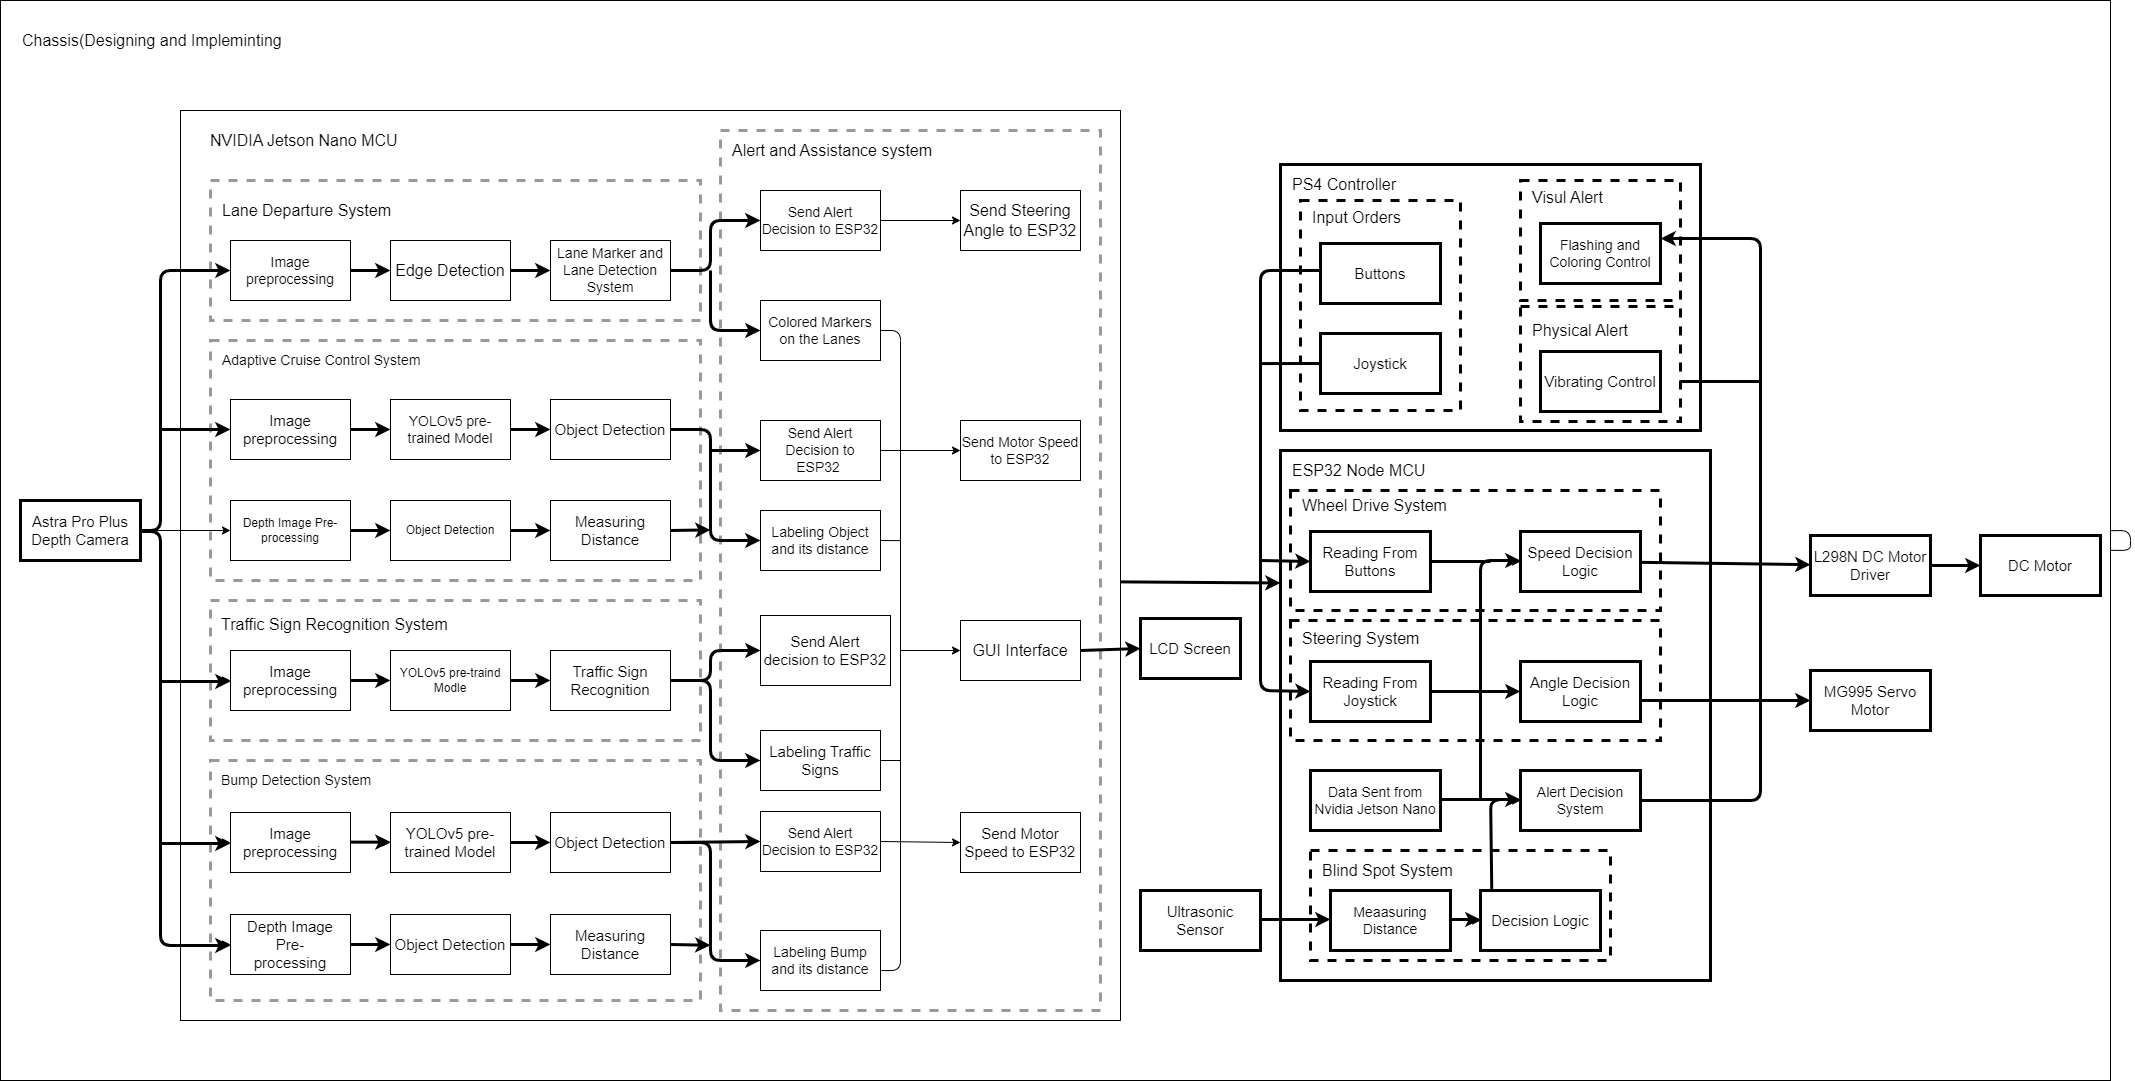 Chassis(Designing and Impleminting
NVIDIA Jetson Nano MCU
Astra Pro Plus
Depth Camera
Lane Departure System
Image
preprocessing
Edge Detection
Lane Marker and
Lane Detection
System
Adaptive Cruise Control System
Image
preprocessing
YOLOv5 pre-
trained Model
Object Detection
Depth Image Pre-
processing
Object Detection
Measuring
Distance
Traffic Sign Recognition System
Image
preprocessing
YOLOv5 pre-traind
Modle
Traffic Sign
Recognition
Bump Detection System
Image
preprocessing
YOLOv5 pre-
trained Model
Object Detection
Depth Image
Pre-
processing
Object Detection
Measuring
Distance
Alert and Assistance system
Send Alert
Decision to ESP32
Send Steering
Angle to ESP32
Colored Markers
on the Lanes
Send Alert
Decision to
ESP32
Send Motor Speed
to ESP32
Labeling Object
and its distance
Send Alert
decision to ESP32
GUI Interface
Labeling Traffic
Signs
Send Alert
Decision to ESP32
Send Motor
Speed to ESP32
Labeling Bump
and its distance
LCD Screen
PS4 Controller
Input Orders
Buttons
Joystick
Visul Alert
Flashing and
Coloring Control
Physical Alert
Vibrating Control
ESP32 Node MCU
Wheel Drive System
Reading From
Buttons
Speed Decision
Logic
Steering System
Reading From
Joystick
Angle Decision
Logic
Data Sent from
Nvidia Jetson Nano
Alert Decision
System
Blind Spot System
Meaasuring
Distance
Decision Logic
Ultrasonic
Sensor
L298N DC Motor
Driver
DC Motor
MG995 Servo
Motor